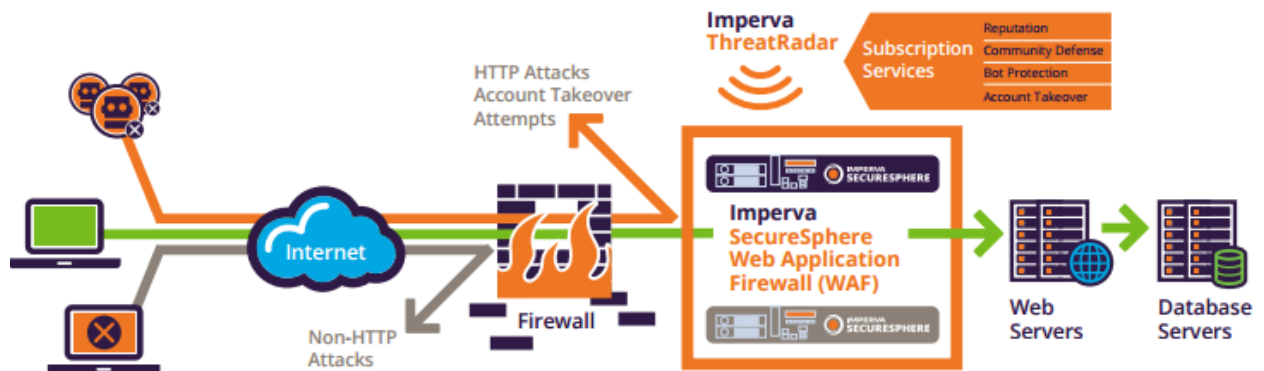 Imperva
ThreatRadar
Subscription
Services
Reputation
Community Defense
Bot Protection
Account Takeover
HTTP Attacks
Account Takeover
Attempts
IMPERVA
SECURESPHERE
Internet
Imperva
SecureSphere
Web Application
Firewall (WAF)
Firewall
Non-HTTP
Attacks
IMPERVA
SECURESPHERE
Web
Servers
Database
Servers